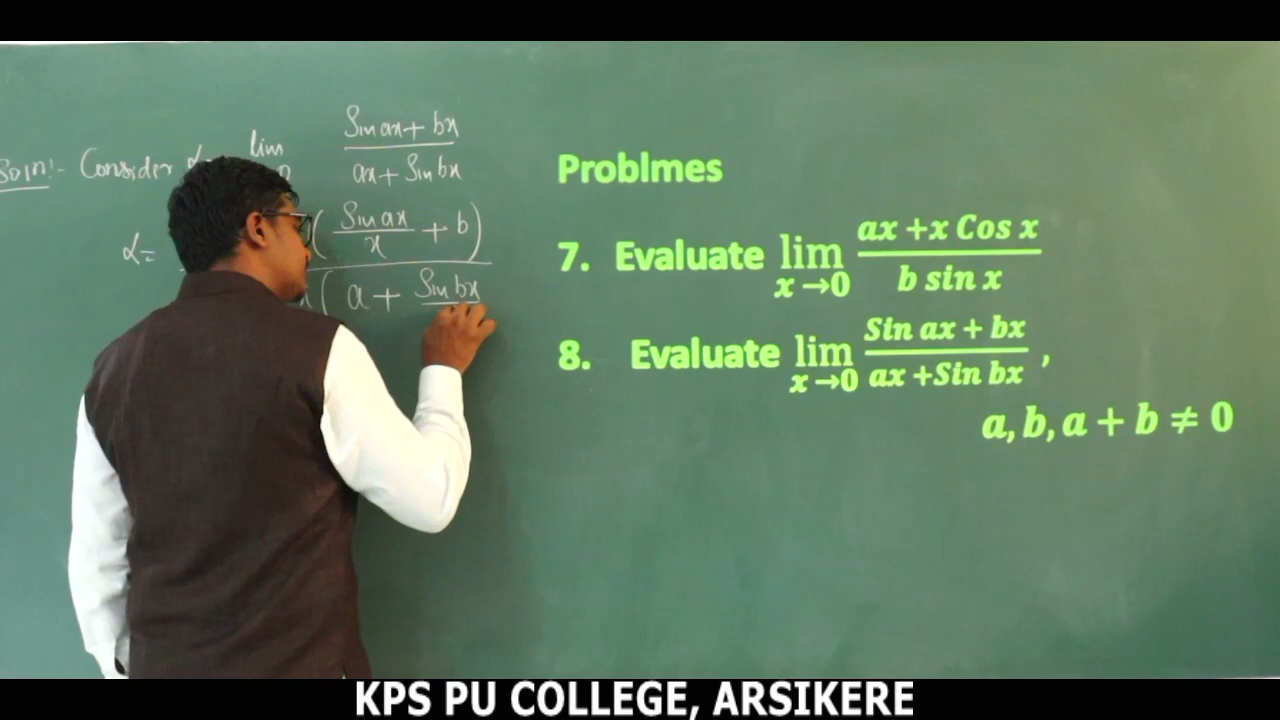 Soln:- Consider α lim Sin ax + bx
ax + Sin bx
α = ( Sin ax / x + b )
( a + Sin bx
Problmes
7. Evaluate lim x→0 ax +x Cos x / b sin x
8. Evaluate lim x→0 Sin ax + bx / ax +Sin bx ,
a, b, a + b ≠ 0
KPS PU COLLEGE, ARSIKERE